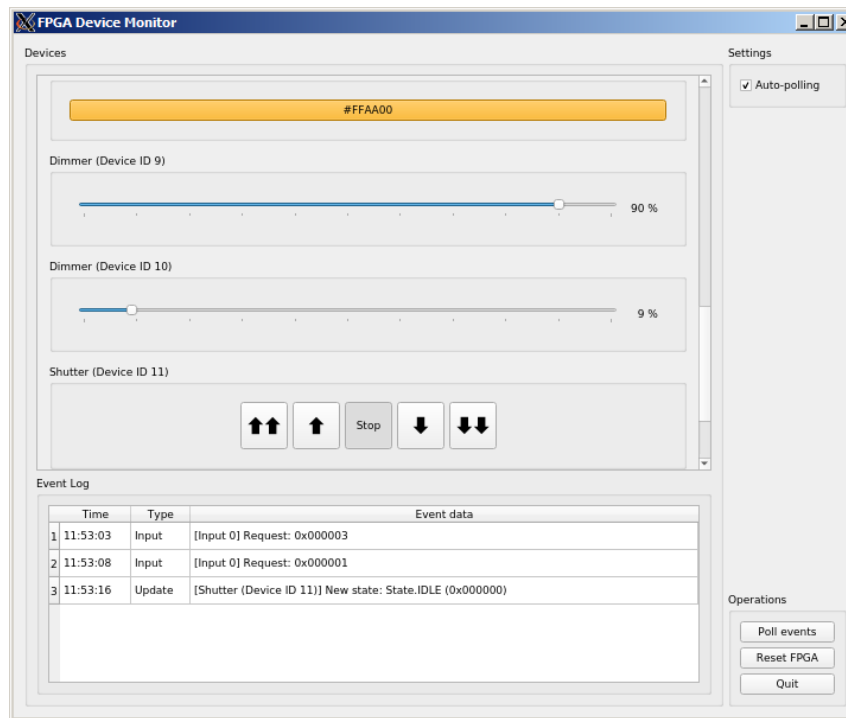 FPGA Device Monitor
Devices
#FFAA00
Dimmer (Device ID 9)
90 %
Dimmer (Device ID 10)
9 %
Shutter (Device ID 11)
Stop
Event Log
Time Type Event data
1 11:53:03 Input [Input 0] Request: 0x000003
2 11:53:08 Input [Input 0] Request: 0x000001
3 11:53:16 Update [Shutter (Device ID 11)] New state: State.IDLE (0x000000)
Settings
Auto-polling
Operations
Poll events
Reset FPGA
Quit